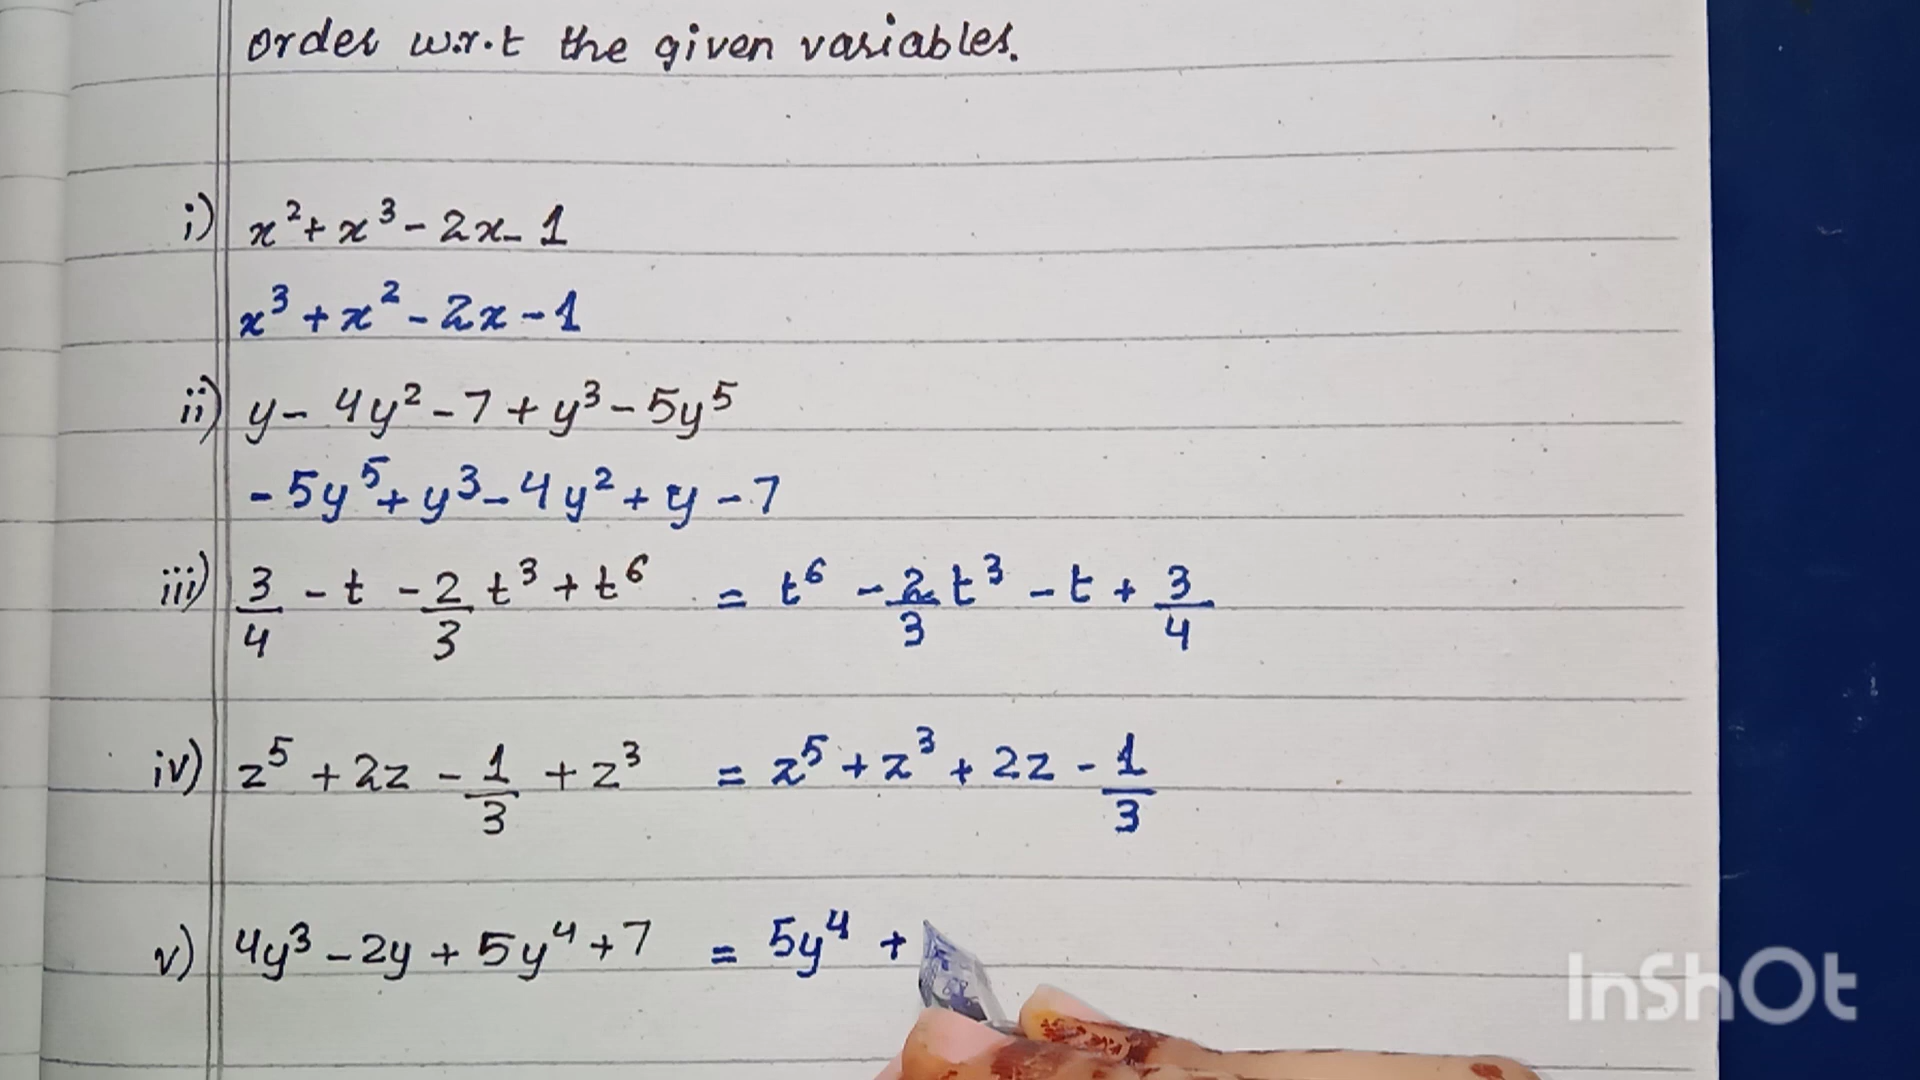 order w.r.t the given variables.
i) x² + x³ - 2x - 1
x³ + x² - 2x - 1
ii) y - 4y² - 7 + y³ - 5y⁵
- 5y⁵ + y³ - 4y² + y - 7
iii) 3/4 - t - 2/3 t³ + t⁶ = t⁶ - 2/3 t³ - t + 3/4
iv) z⁵ + 2z - 1/3 + z³ = z⁵ + z³ + 2z - 1/3
v) 4y³ - 2y + 5y⁴ + 7 = 5y⁴ +
InShOt